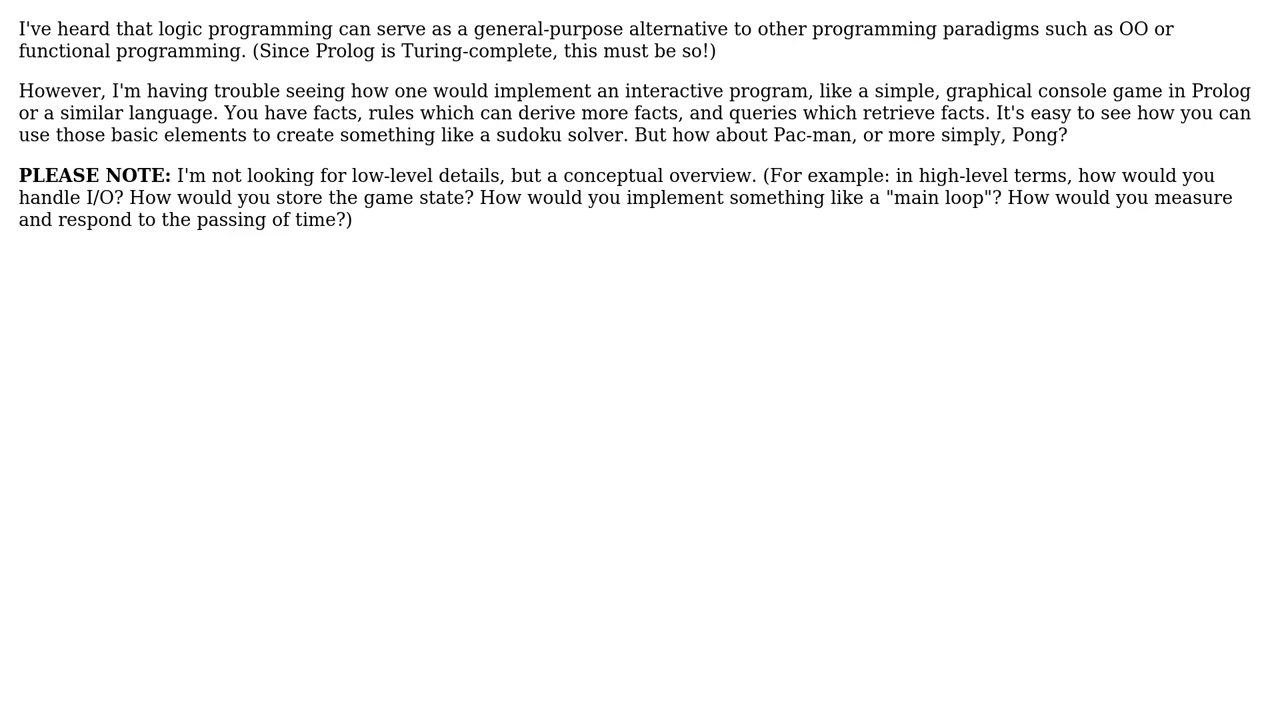 I've heard that logic programming can serve as a general-purpose alternative to other programming paradigms such as OO or
functional programming. (Since Prolog is Turing-complete, this must be so!)
However, I'm having trouble seeing how one would implement an interactive program, like a simple, graphical console game in Prolog
or a similar language. You have facts, rules which can derive more facts, and queries which retrieve facts. It's easy to see how you can
use those basic elements to create something like a sudoku solver. But how about Pac-man, or more simply, Pong?
PLEASE NOTE: I'm not looking for low-level details, but a conceptual overview. (For example: in high-level terms, how would you
handle I/O? How would you store the game state? How would you implement something like a "main loop"? How would you measure
and respond to the passing of time?)